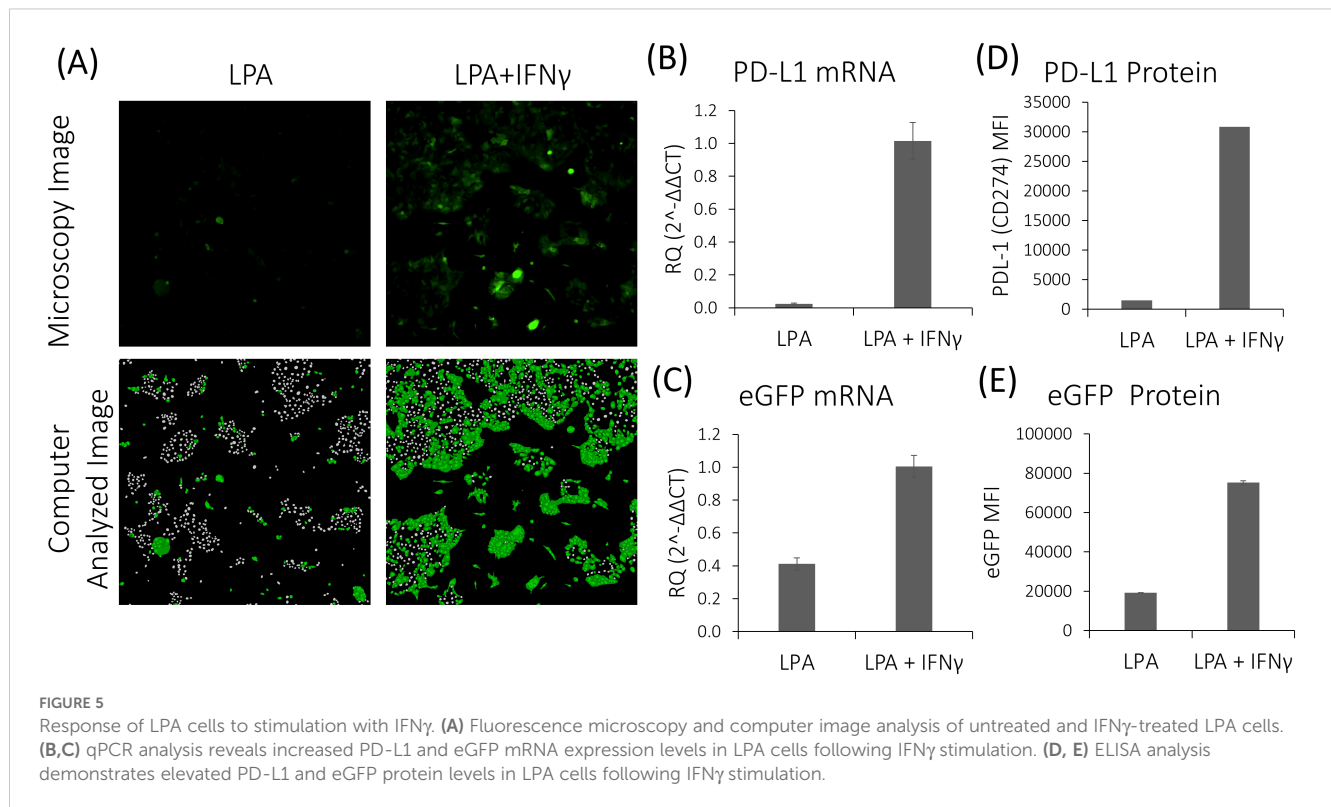 (A)
LPA
LPA+IFNγ
Microscopy Image
Computer
Analyzed Image
(B)
PD-L1 mRNA
RQ (2^-ΔΔCT)
1.2
1.0
0.8
0.6
0.4
0.2
0.0
LPA
LPA + IFNγ
(D)
PD-L1 Protein
PDL-1 (CD274) MFI
35000
30000
25000
20000
15000
10000
5000
0
LPA
LPA + IFNγ
(C)
eGFP mRNA
RQ (2^-ΔΔCT)
1.2
1.0
0.8
0.6
0.4
0.2
0.0
LPA
LPA + IFNγ
(E)
eGFP Protein
eGFP MFI
100000
80000
60000
40000
20000
0
LPA
LPA + IFNγ
FIGURE 5
Response of LPA cells to stimulation with IFNγ. (A) Fluorescence microscopy and computer image analysis of untreated and IFNγ-treated LPA cells.
(B,C) qPCR analysis reveals increased PD-L1 and eGFP mRNA expression levels in LPA cells following IFNγ stimulation. (D, E) ELISA analysis
demonstrates elevated PD-L1 and eGFP protein levels in LPA cells following IFNγ stimulation.